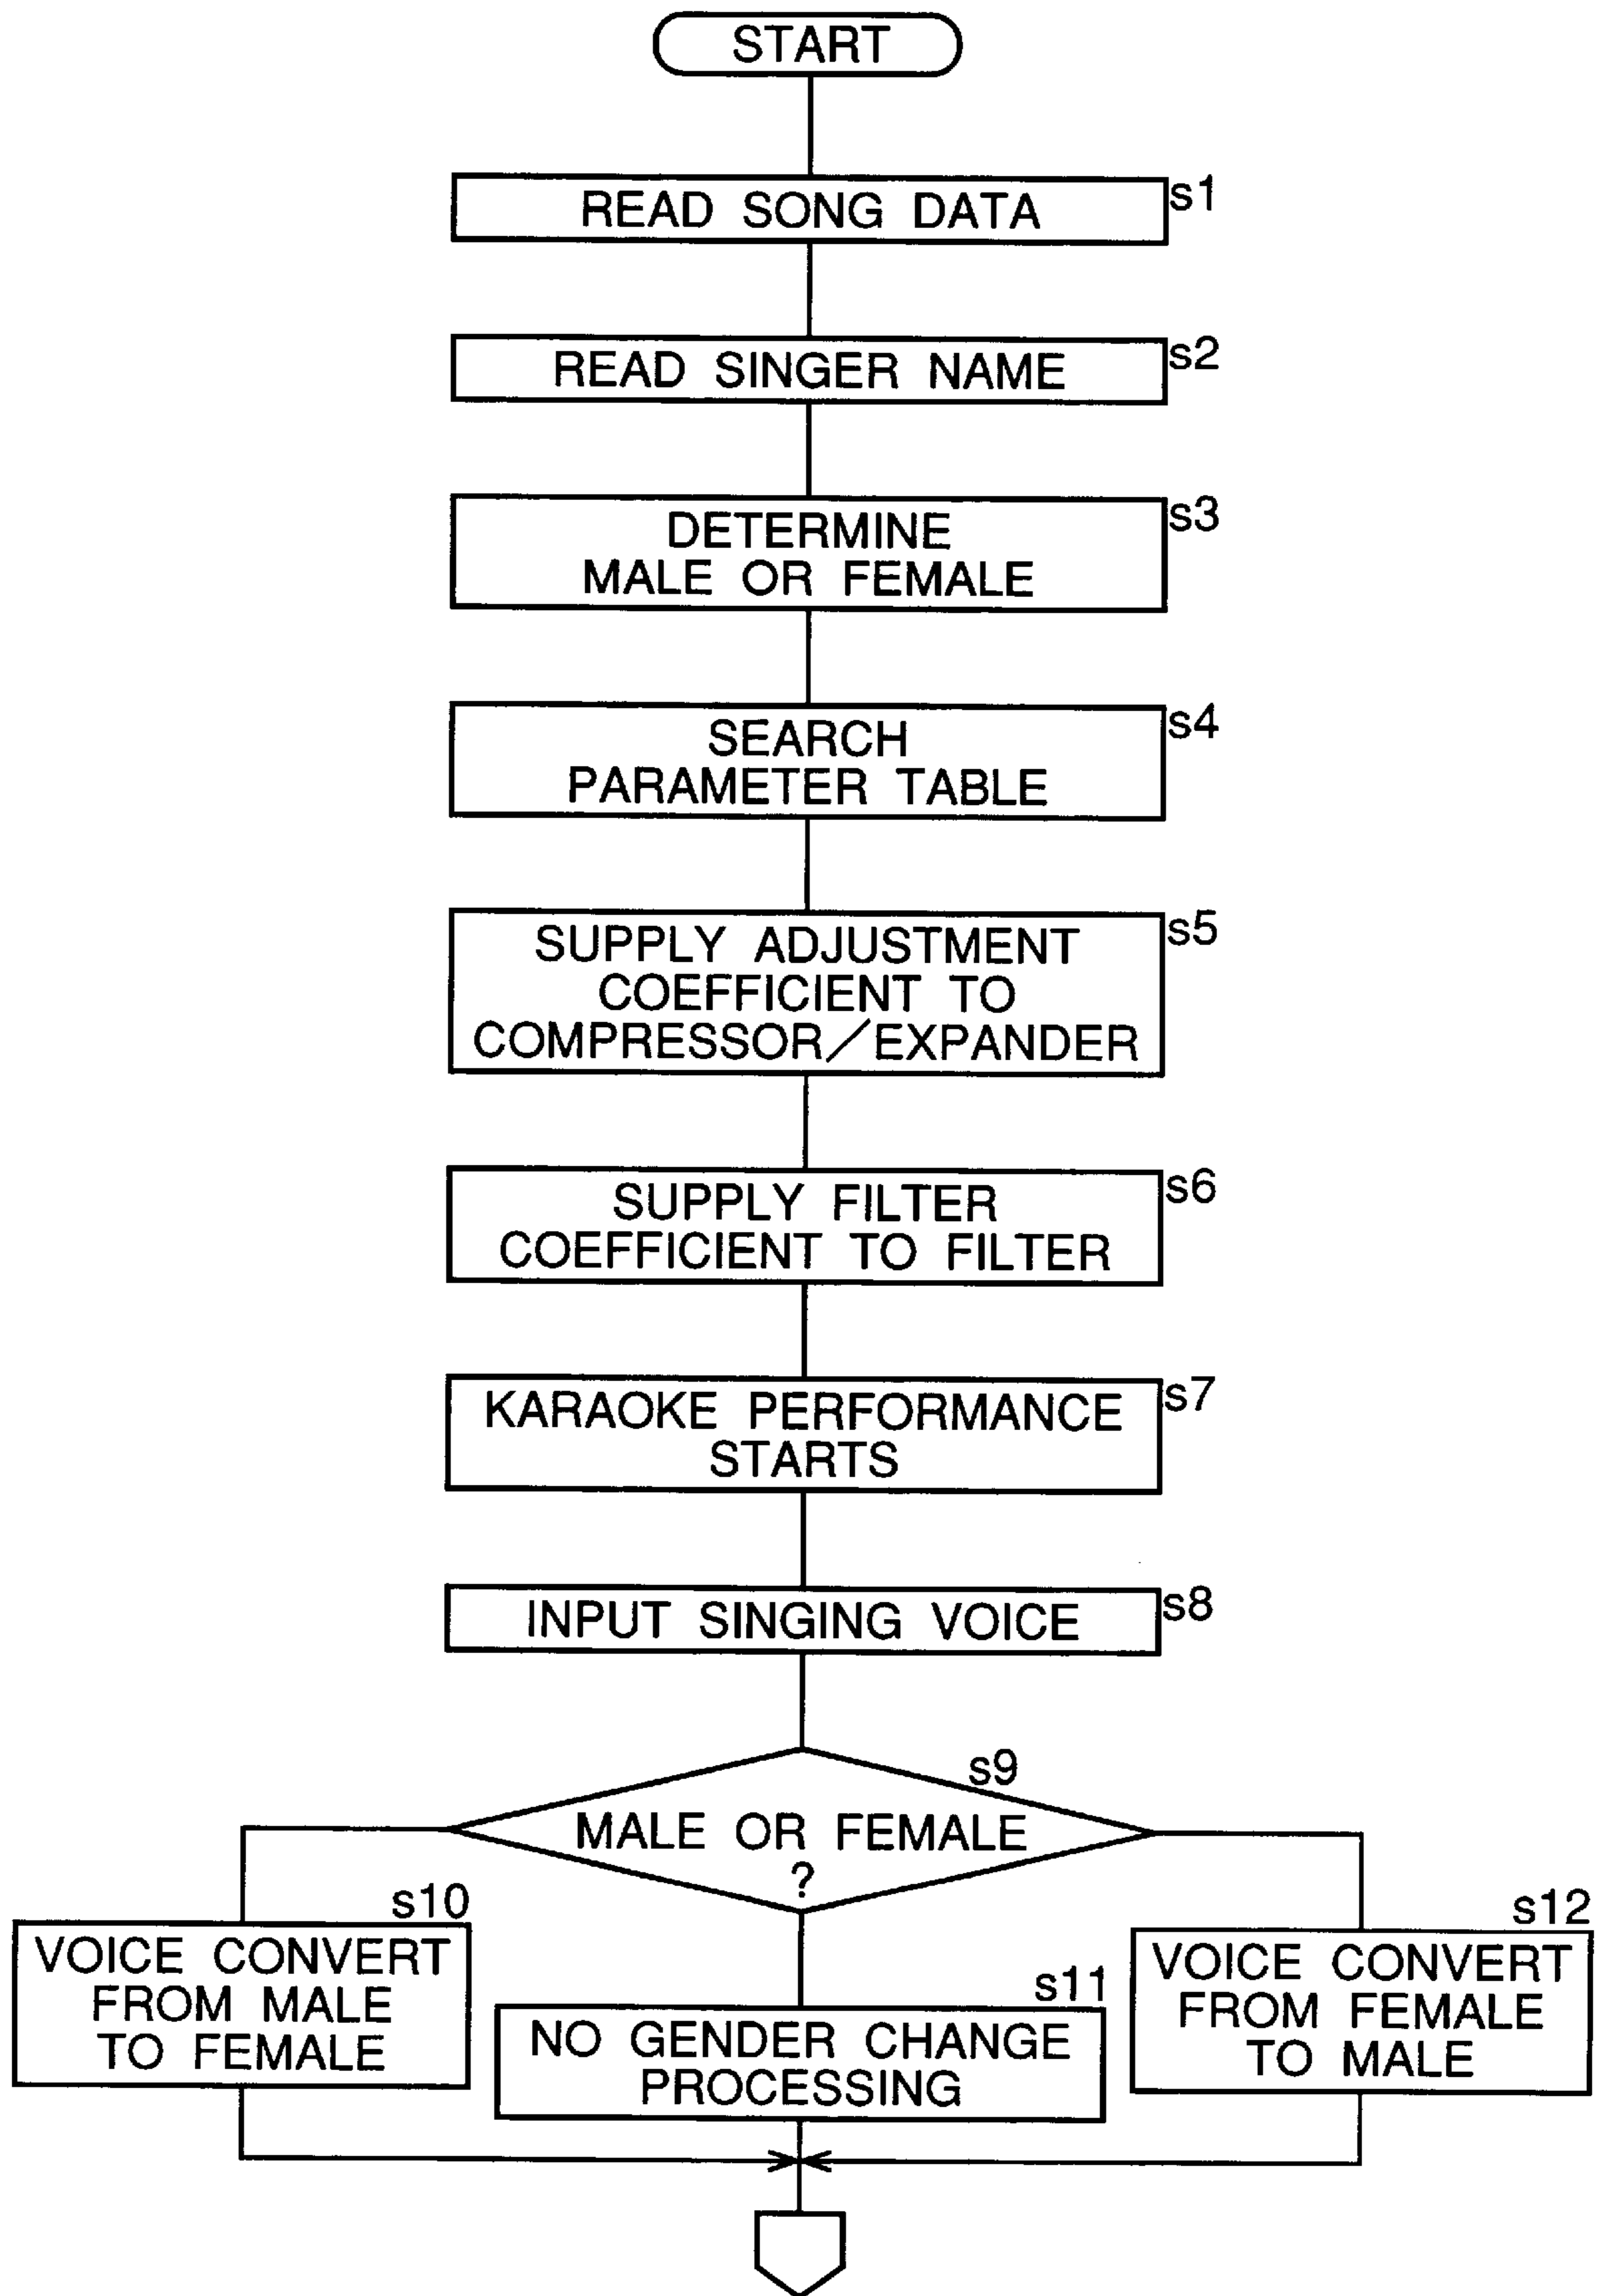 START
s1
READ SONG DATA
s2
READ SINGER NAME
s3
DETERMINE
MALE OR FEMALE
s4
SEARCH
PARAMETER TABLE
s5
SUPPLY ADJUSTMENT
COEFFICIENT TO
COMPRESSOR/EXPANDER
s6
SUPPLY FILTER
COEFFICIENT TO FILTER
s7
KARAOKE PERFORMANCE
STARTS
s8
INPUT SINGING VOICE
s9
MALE OR FEMALE
?
s10
VOICE CONVERT
FROM MALE
TO FEMALE
s11
NO GENDER CHANGE
PROCESSING
s12
VOICE CONVERT
FROM FEMALE
TO MALE